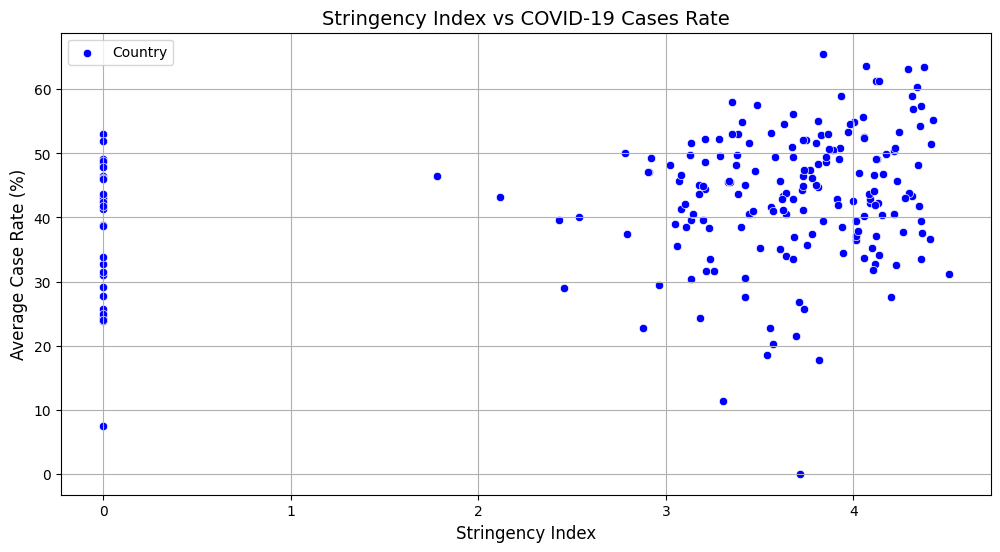 Stringency Index vs COVID-19 Cases Rate
Country
Average Case Rate (%)
60
50
40
30
20
10
0
0 1 2 3 4
Stringency Index